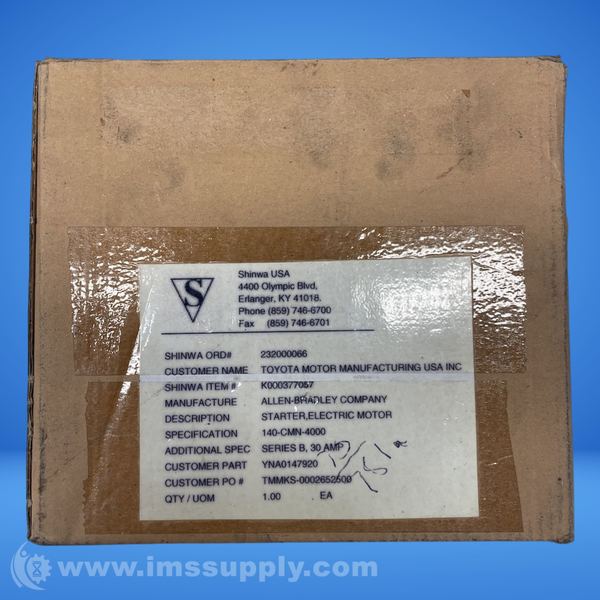 S
Shinwa USA
4400 Olympic Blvd,
Erlanger, KY 41018.
Phone (859) 746-6700
Fax (859) 746-6701
SHINWA ORD# 232000066
CUSTOMER NAME TOYOTA MOTOR MANUFACTURING USA INC
SHINWA ITEM # K000377057
MANUFACTURE ALLEN-BRADLEY COMPANY
DESCRIPTION STARTER,ELECTRIC MOTOR
SPECIFICATION 140-CMN-4000
ADDITIONAL SPEC SERIES B, 30 AMP
CUSTOMER PART YNA0147920
CUSTOMER PO # TMMKS-0002652500
QTY / UOM 1.00 EA
www.imssupply.com